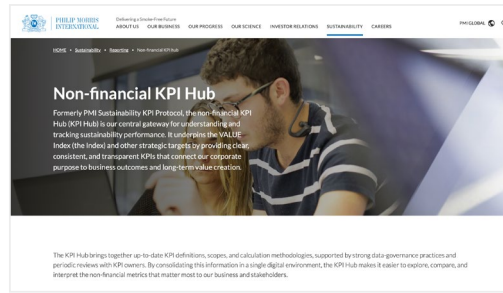 PHILIP MORRIS
INTERNATIONAL
Delivering a Smoke-Free Future
ABOUT US OUR BUSINESS OUR PROGRESS OUR SCIENCE INVESTOR RELATIONS SUSTAINABILITY CAREERS
PMI GLOBAL
HOME • Sustainability • Reporting • Non-financial KPI hub
Non-financial KPI Hub
Formerly PMI Sustainability KPI Protocol, the non-financial KPI
Hub (KPI Hub) is our central gateway for understanding and
tracking sustainability performance. It underpins the VALUE
Index (the Index) and other strategic targets by providing clear,
consistent, and transparent KPIs that connect our corporate
purpose to business outcomes and long-term value creation.
The KPI Hub brings together up-to-date KPI definitions, scopes, and calculation methodologies, supported by strong data-governance practices and
periodic reviews with KPI owners. By consolidating this information in a single digital environment, the KPI Hub makes it easier to explore, compare, and
interpret the non-financial metrics that matter most to our business and stakeholders.